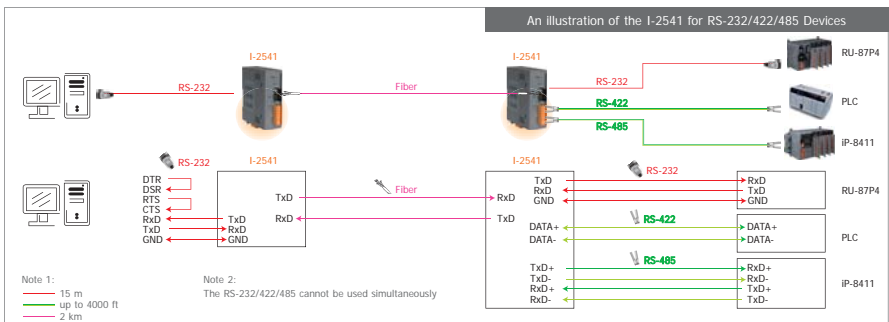 An illustration of the I-2541 for RS-232/422/485 Devices
I-2541
I-2541
RS-232
Fiber
RS-232
RU-87P4
RS-422
PLC
RS-485
iP-8411
RS-232
I-2541
I-2541
RS-232
DTR
DSR
RTS
CTS
RxD
TxD
GND
TxD
RxD
GND
TxD
RxD
Fiber
RxD
TxD
TxD
RxD
GND
RxD
TxD
GND
RU-87P4
RS-422
DATA+
DATA-
DATA+
DATA-
PLC
RS-485
TxD+
TxD-
RxD+
RxD-
RxD+
RxD-
TxD+
TxD-
iP-8411
Note 1:
15 m
up to 4000 ft
2 km
Note 2:
The RS-232/422/485 cannot be used simultaneously